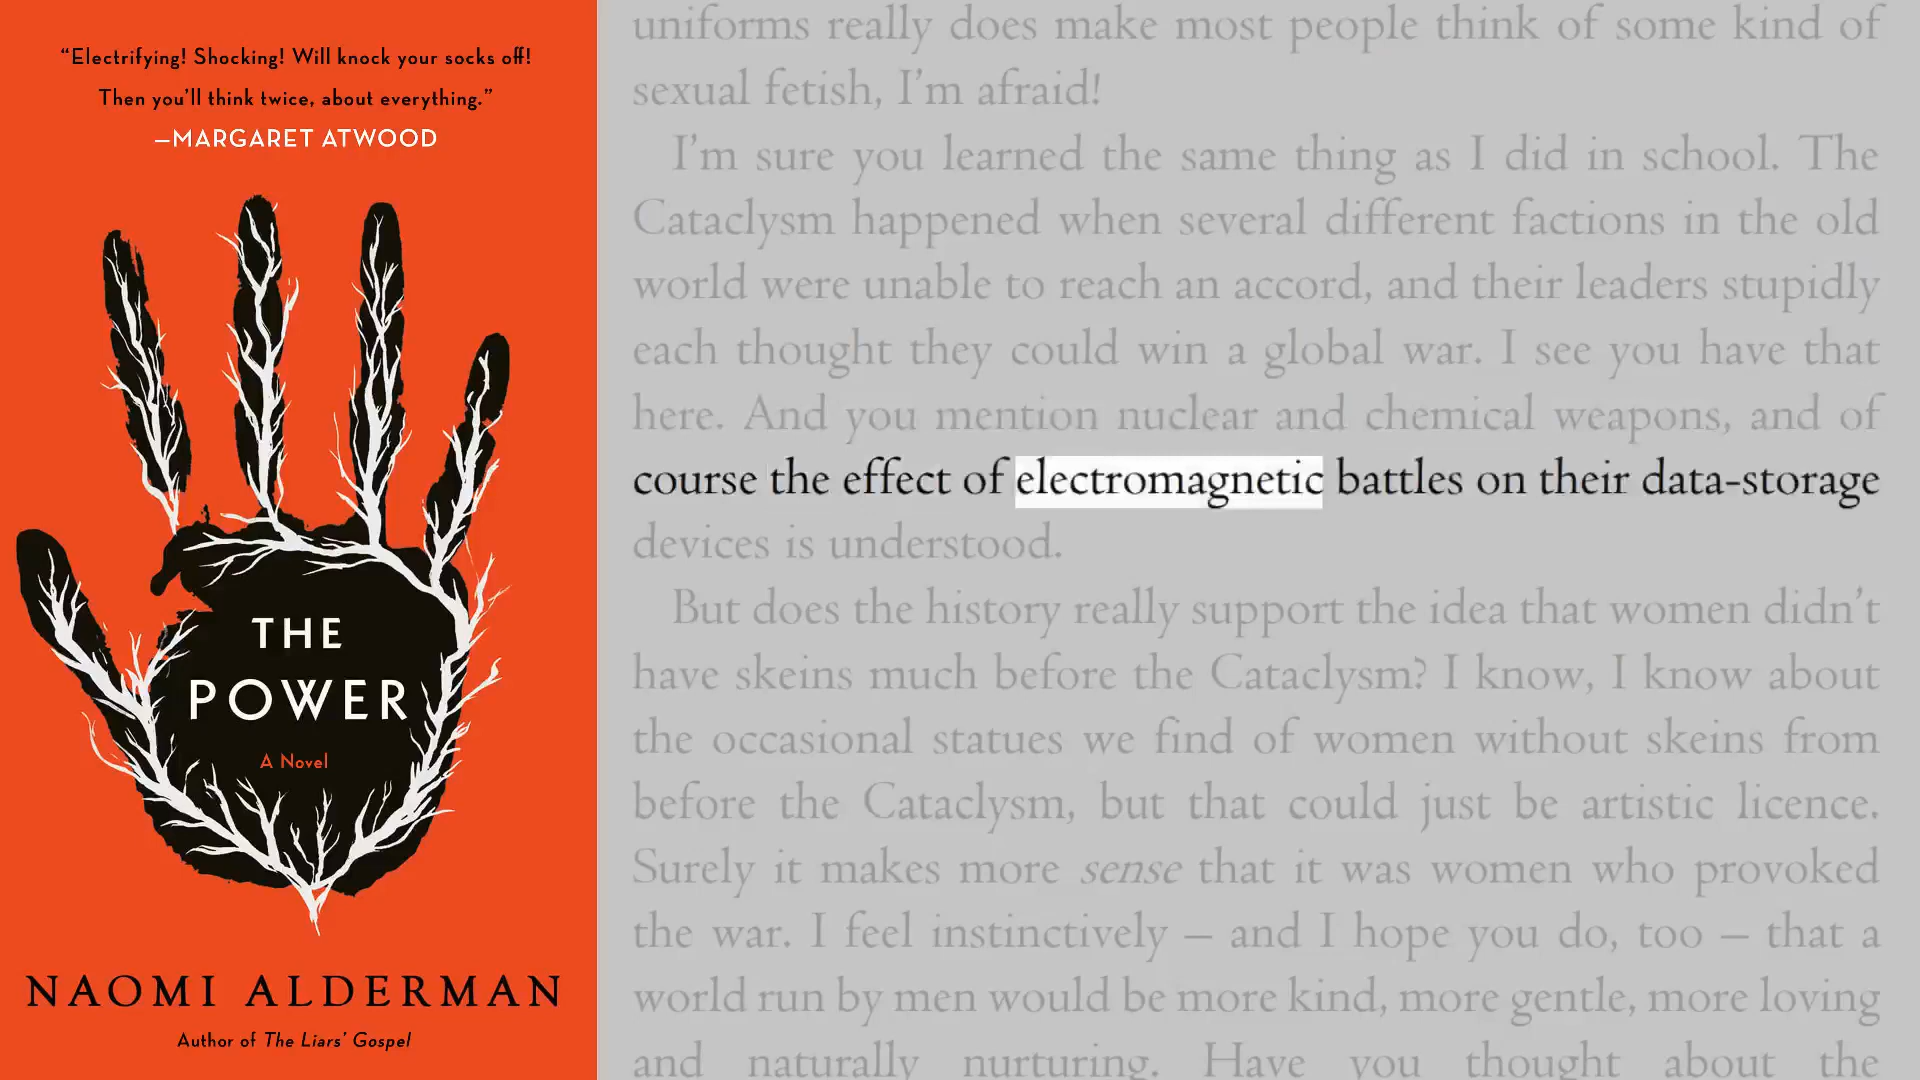 “Electrifying! Shocking! Will knock your socks off!
Then you’ll think twice, about everything.”
—MARGARET ATWOOD
THE
POWER
A Novel
NAOMI ALDERMAN
Author of The Liars’ Gospel
uniforms really does make most people think of some kind of
sexual fetish, I’m afraid!
I’m sure you learned the same thing as I did in school. The
Cataclysm happened when several different factions in the old
world were unable to reach an accord, and their leaders stupidly
each thought they could win a global war. I see you have that
here. And you mention nuclear and chemical weapons, and of
course the effect of electromagnetic battles on their data-storage
devices is understood.
But does the history really support the idea that women didn’t
have skeins much before the Cataclysm? I know, I know about
the occasional statues we find of women without skeins from
before the Cataclysm, but that could just be artistic licence.
Surely it makes more sense that it was women who provoked
the war. I feel instinctively – and I hope you do, too – that a
world run by men would be more kind, more gentle, more loving
and naturally nurturing. Have you thought about the